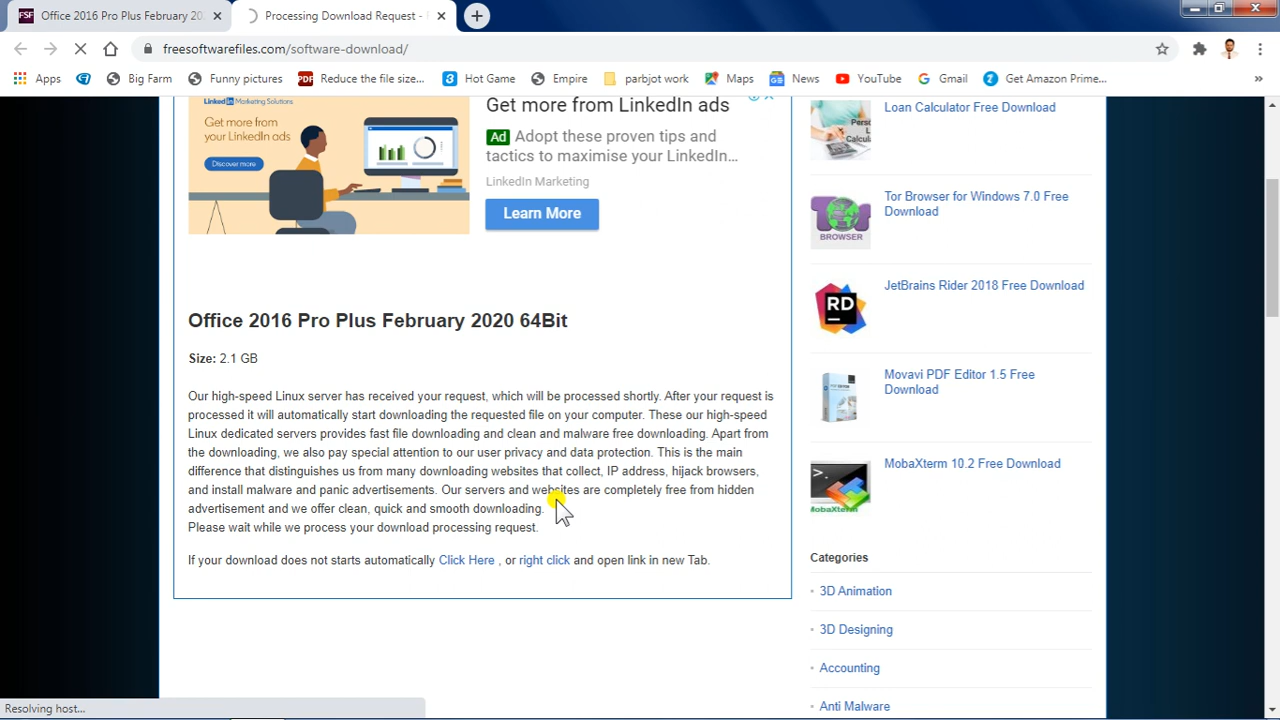 FSF
Office 2016 Pro Plus February 20
Processing Download Request -
freesoftwarefiles.com/software-download/
Apps
Big Farm
Funny pictures
PDF
Reduce the file size...
3
Hot Game
Empire
parbjot work
Maps
News
YouTube
Gmail
Get Amazon Prime...
»
LinkedIn Marketing Solutions
Get more from
your LinkedIn ads
Discover more
Get more from LinkedIn ads
Ad Adopt these proven tips and
tactics to maximise your LinkedIn...
LinkedIn Marketing
Learn More
Office 2016 Pro Plus February 2020 64Bit
Size: 2.1 GB
Our high-speed Linux server has received your request, which will be processed shortly. After your request is
processed it will automatically start downloading the requested file on your computer. These our high-speed
Linux dedicated servers provides fast file downloading and clean and malware free downloading. Apart from
the downloading, we also pay special attention to our user privacy and data protection. This is the main
difference that distinguishes us from many downloading websites that collect, IP address, hijack browsers,
and install malware and panic advertisements. Our servers and websites are completely free from hidden
advertisement and we offer clean, quick and smooth downloading.
Please wait while we process your download processing request.
If your download does not starts automatically Click Here , or right click and open link in new Tab.
Loan Calculator Free Download
Tor Browser for Windows 7.0 Free
Download
BROWSER
RD
JetBrains Rider 2018 Free Download
Movavi PDF Editor 1.5 Free
Download
MobaXterm 10.2 Free Download
MobaXterm
Categories
3D Animation
3D Designing
Accounting
Anti Malware
Resolving host...